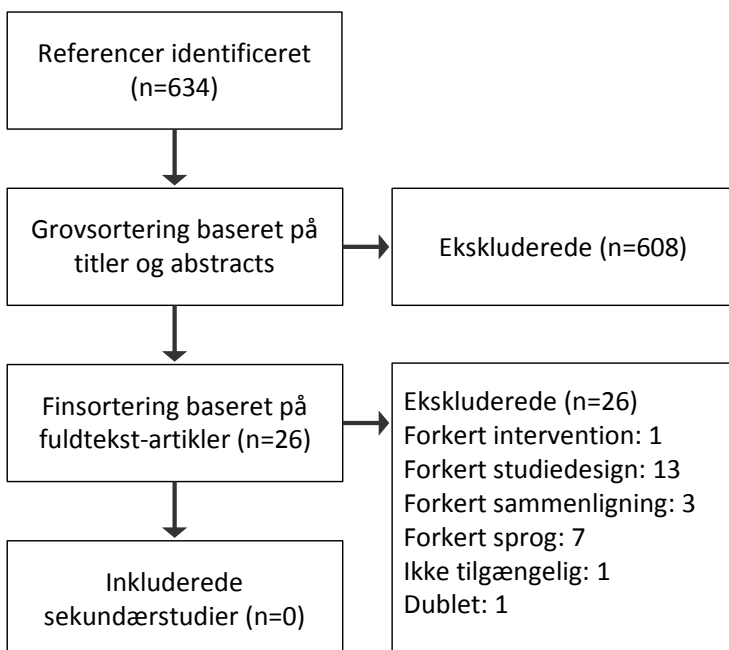 Referencer identificeret
(n=634)
Grovsortering baseret på
titler og abstracts
Ekskluderede (n=608)
Finsortering baseret på
fuldtekst-artikler (n=26)
Ekskluderede (n=26)
Forkert intervention: 1
Forkert studiedesign: 13
Forkert sammenligning: 3
Forkert sprog: 7
Ikke tilgængelig: 1
Dublet: 1
Inkluderede
sekundærstudier (n=0)